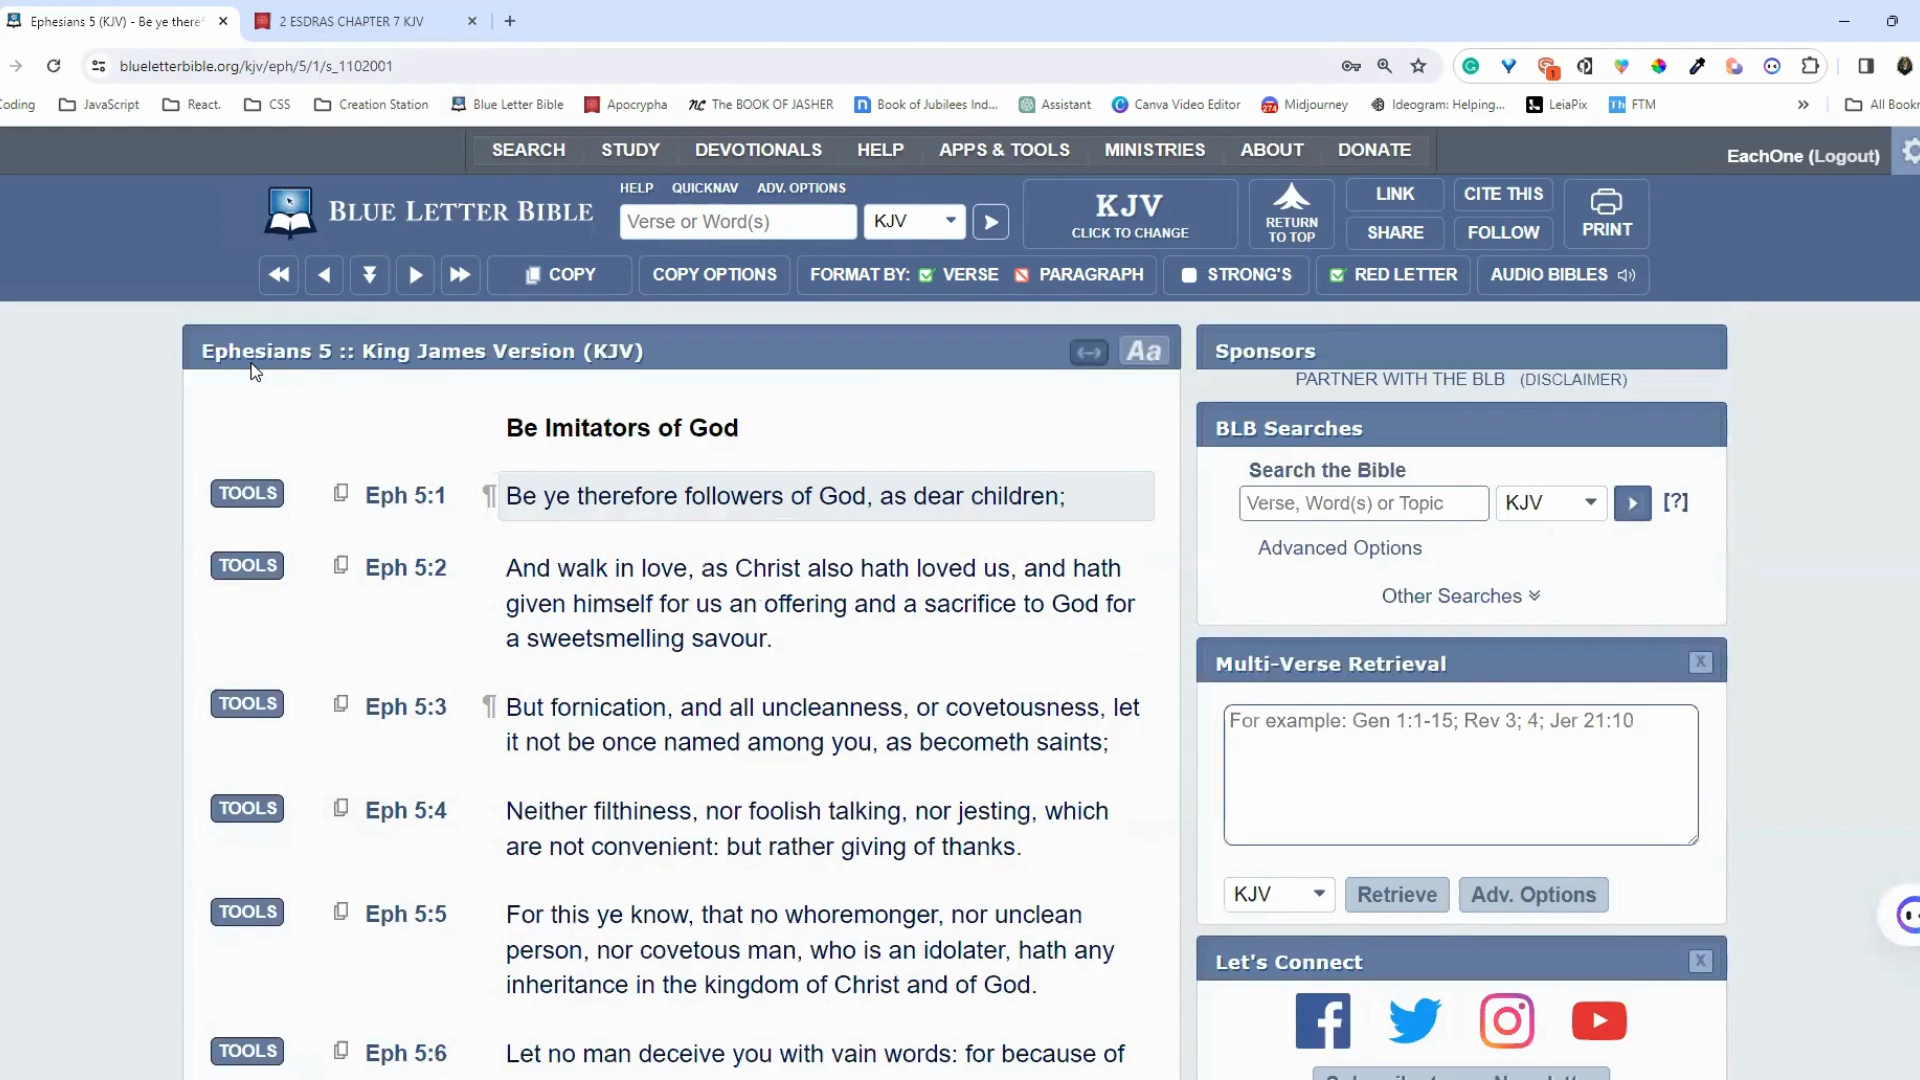 Ephesians 5 (KJV) - Be ye there
2 ESDRAS CHAPTER 7 KJV
blueletterbible.org/kjv/eph/5/1/s_1102001
1
oding
JavaScript
React.
CSS
Creation Station
Blue Letter Bible
Apocrypha
The BOOK OF JASHER
Book of Jubilees Ind...
Assistant
Canva Video Editor
274
Midjourney
Ideogram: Helping...
LeiaPix
Th
FTM
»
All Bookr
SEARCH
STUDY
DEVOTIONALS
HELP
APPS & TOOLS
MINISTRIES
ABOUT
DONATE
EachOne (Logout)
BLUE LETTER BIBLE
HELP
QUICKNAV
ADV. OPTIONS
Verse or Word(s)
KJV
KJV
CLICK TO CHANGE
RETURN
TO TOP
LINK
CITE THIS
SHARE
FOLLOW
PRINT
COPY
COPY OPTIONS
FORMAT BY:
VERSE
PARAGRAPH
STRONG'S
RED LETTER
AUDIO BIBLES
Ephesians 5 :: King James Version (KJV)
Aa
Be Imitators of God
TOOLS
Eph 5:1
¶ Be ye therefore followers of God, as dear children;
TOOLS
Eph 5:2
And walk in love, as Christ also hath loved us, and hath
given himself for us an offering and a sacrifice to God for
a sweetsmelling savour.
TOOLS
Eph 5:3
¶ But fornication, and all uncleanness, or covetousness, let
it not be once named among you, as becometh saints;
TOOLS
Eph 5:4
Neither filthiness, nor foolish talking, nor jesting, which
are not convenient: but rather giving of thanks.
TOOLS
Eph 5:5
For this ye know, that no whoremonger, nor unclean
person, nor covetous man, who is an idolater, hath any
inheritance in the kingdom of Christ and of God.
TOOLS
Eph 5:6
Let no man deceive you with vain words: for because of
Sponsors
PARTNER WITH THE BLB (DISCLAIMER)
BLB Searches
Search the Bible
Verse, Word(s) or Topic
KJV
[?]
Advanced Options
Other Searches
Multi-Verse Retrieval
X
For example: Gen 1:1-15; Rev 3; 4; Jer 21:10
KJV
Retrieve
Adv. Options
Let's Connect
X